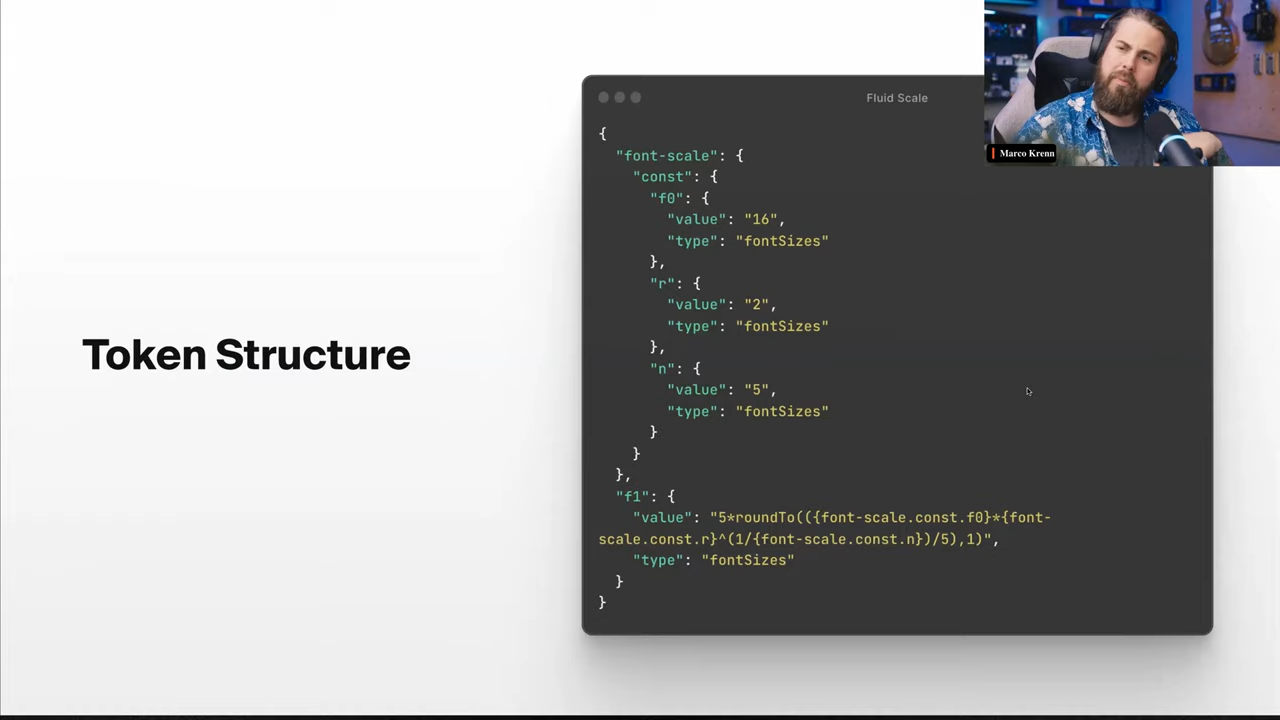 Token Structure
Fluid Scale
{
  "font-scale": {
    "const": {
      "f0": {
        "value": "16",
        "type": "fontSizes"
      },
      "r": {
        "value": "2",
        "type": "fontSizes"
      },
      "n": {
        "value": "5",
        "type": "fontSizes"
      }
    }
  },
  "f1": {
    "value": "5*roundTo(({font-scale.const.f0}*{font-
scale.const.r}^(1/{font-scale.const.n})/5),1)",
    "type": "fontSizes"
  }
}
Marco Krenn